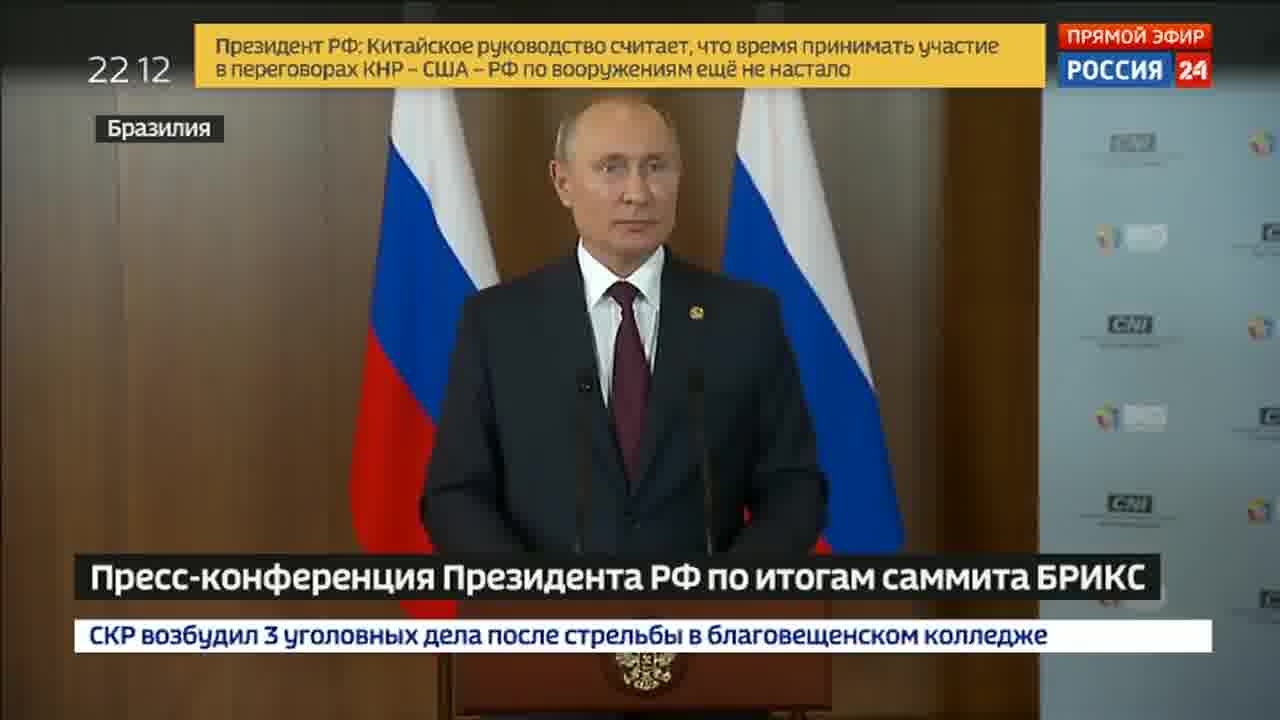 22 12
Президент РФ: Китайское руководство считает, что время принимать участие
в переговорах КНР – США – РФ по вооружениям ещё не настало
ПРЯМОЙ ЭФИР
РОССИЯ 24
Бразилия
CNI
CNI
CNI
Пресс-конференция Президента РФ по итогам саммита БРИКС
СКР возбудил 3 уголовных дела после стрельбы в благовещенском колледже